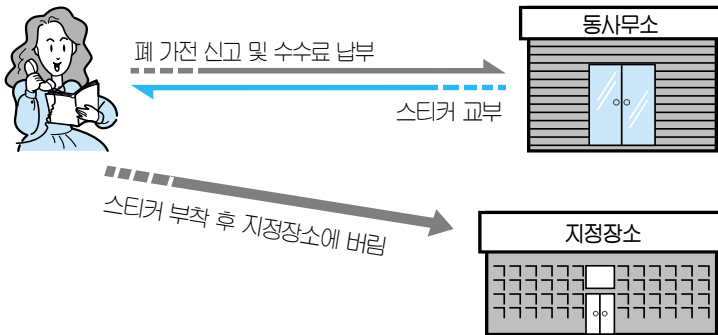 동사무소
폐 가전 신고 및 수수료 납부
스티커 교부
스티커 부착 후 지정장소에 버림
지정장소